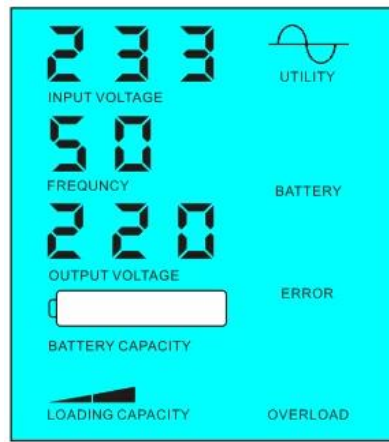 233
UTILITY
INPUT VOLTAGE
50
FREQUNCY
BATTERY
220
OUTPUT VOLTAGE
ERROR
BATTERY CAPACITY
LOADING CAPACITY
OVERLOAD